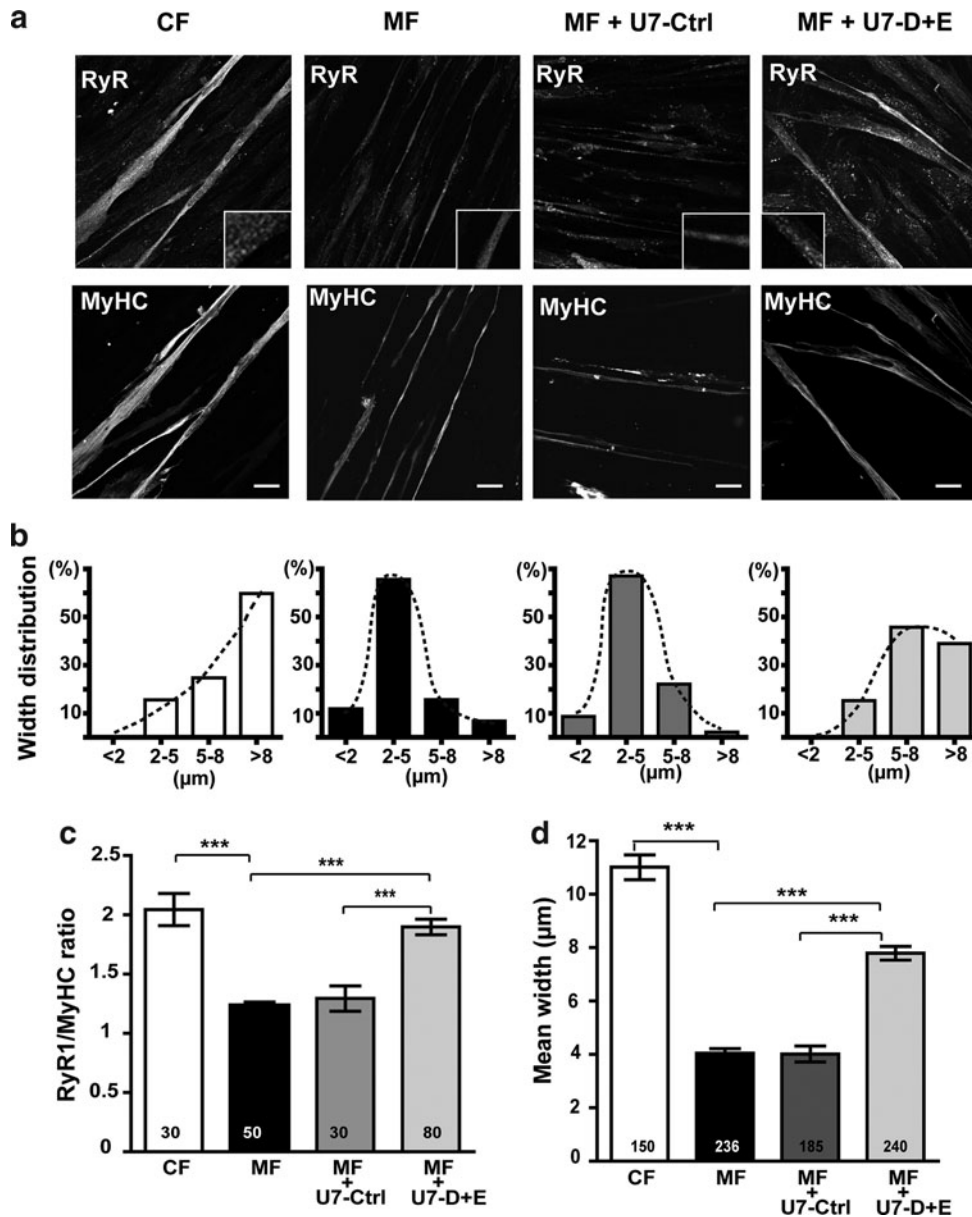 a
CF MF MF + U7-Ctrl MF + U7-D+E
RyR RyR RyR RyR
MyHC MyHC MyHC MyHC
b
Width distribution
(%) (%) (%) (%)
50 50 50 50
30 30 30 30
10 10 10 10
<2 2-5 5-8 >8 <2 2-5 5-8 >8 <2 2-5 5-8 >8 <2 2-5 5-8 >8
(µm) (µm) (µm) (µm)
c
RyR1/MyHC ratio
2.5
2
1.5
1
0.5
0
*** *** ***
30 50 30 80
CF MF MF + U7-Ctrl MF + U7-D+E
d
Mean width (µm)
12
10
8
6
4
2
0
*** *** ***
150 236 185 240
CF MF MF + U7-Ctrl MF + U7-D+E